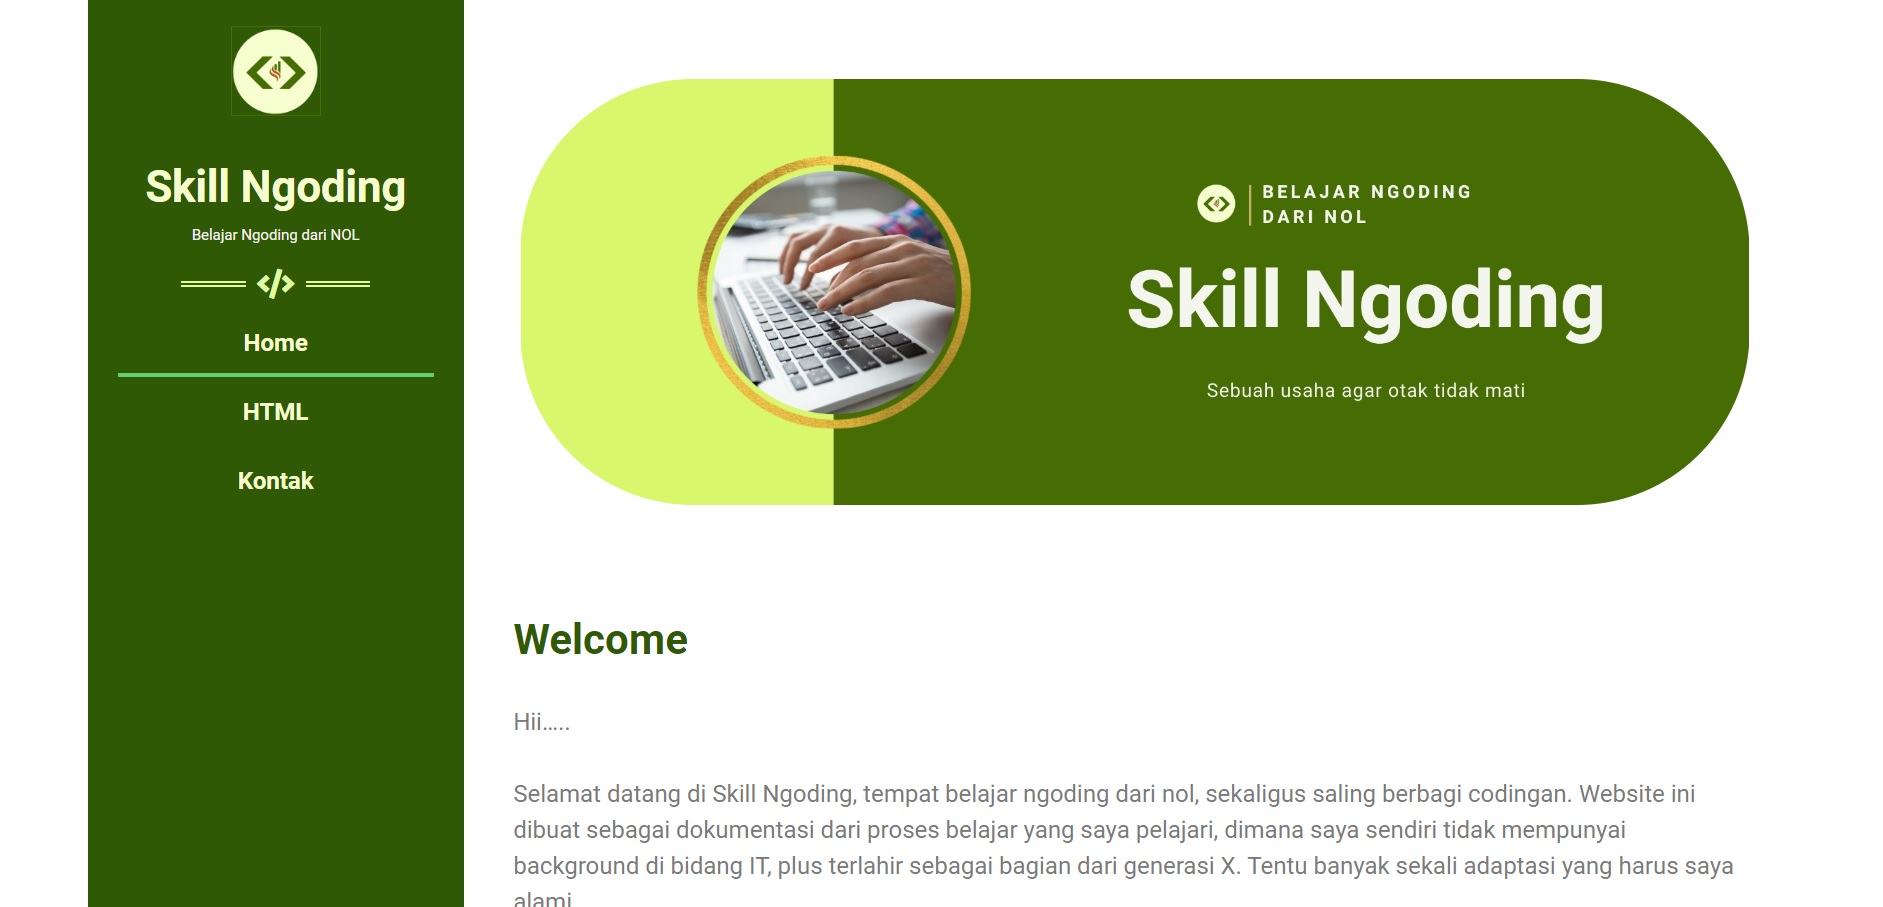 Skill Ngoding
Belajar Ngoding dari NOL
Home
HTML
Kontak
BELAJAR NGODING
DARI NOL
Skill Ngoding
Sebuah usaha agar otak tidak mati
Welcome
Hii.....
Selamat datang di Skill Ngoding, tempat belajar ngoding dari nol, sekaligus saling berbagi codingan. Website ini
dibuat sebagai dokumentasi dari proses belajar yang saya pelajari, dimana saya sendiri tidak mempunyai
background di bidang IT, plus terlahir sebagai bagian dari generasi X. Tentu banyak sekali adaptasi yang harus saya
alami